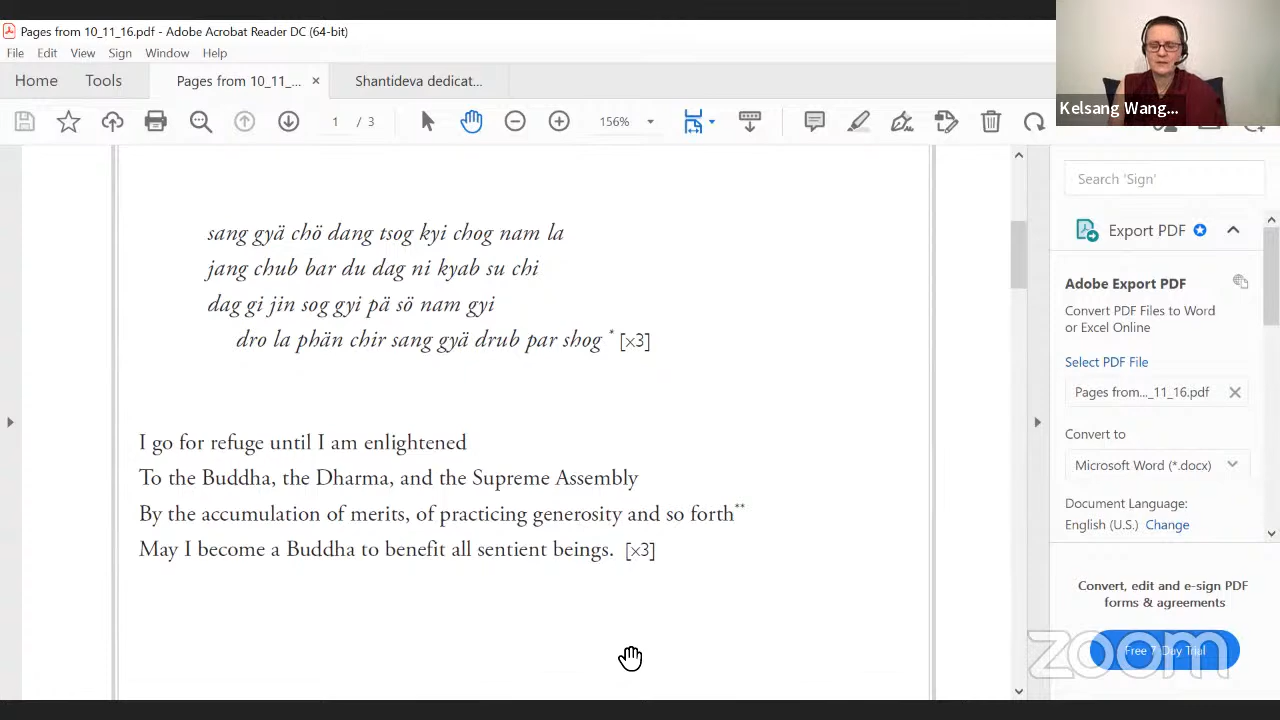 Pages from 10_11_16.pdf - Adobe Acrobat Reader DC (64-bit)
File Edit View Sign Window Help
Home Tools Pages from 10_11_... × Shantideva dedicat...
1 / 3 156%
Kelsang Wang...
sang gyä chö dang tsog kyi chog nam la
jang chub bar du dag ni kyab su chi
dag gi jin sog gyi pä sö nam gyi
dro la phän chir sang gyä drub par shog * [x3]
I go for refuge until I am enlightened
To the Buddha, the Dharma, and the Supreme Assembly
By the accumulation of merits, of practicing generosity and so forth**
May I become a Buddha to benefit all sentient beings. [x3]
Search 'Sign'
Export PDF
Adobe Export PDF
Convert PDF Files to Word
or Excel Online
Select PDF File
Pages from..._11_16.pdf
Convert to
Microsoft Word (*.docx)
Document Language:
English (U.S.) Change
Convert, edit and e-sign PDF
forms & agreements
Free 7-Day Trial
zoom